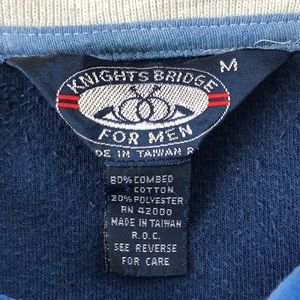 KNIGHTS BRIDGE
M
FOR MEN
DE IN TAIWAN R
80% COMBED
COTTON
20% POLYESTER
RN 42000
MADE IN TAIWAN
R.O.C.
SEE REVERSE
FOR CARE